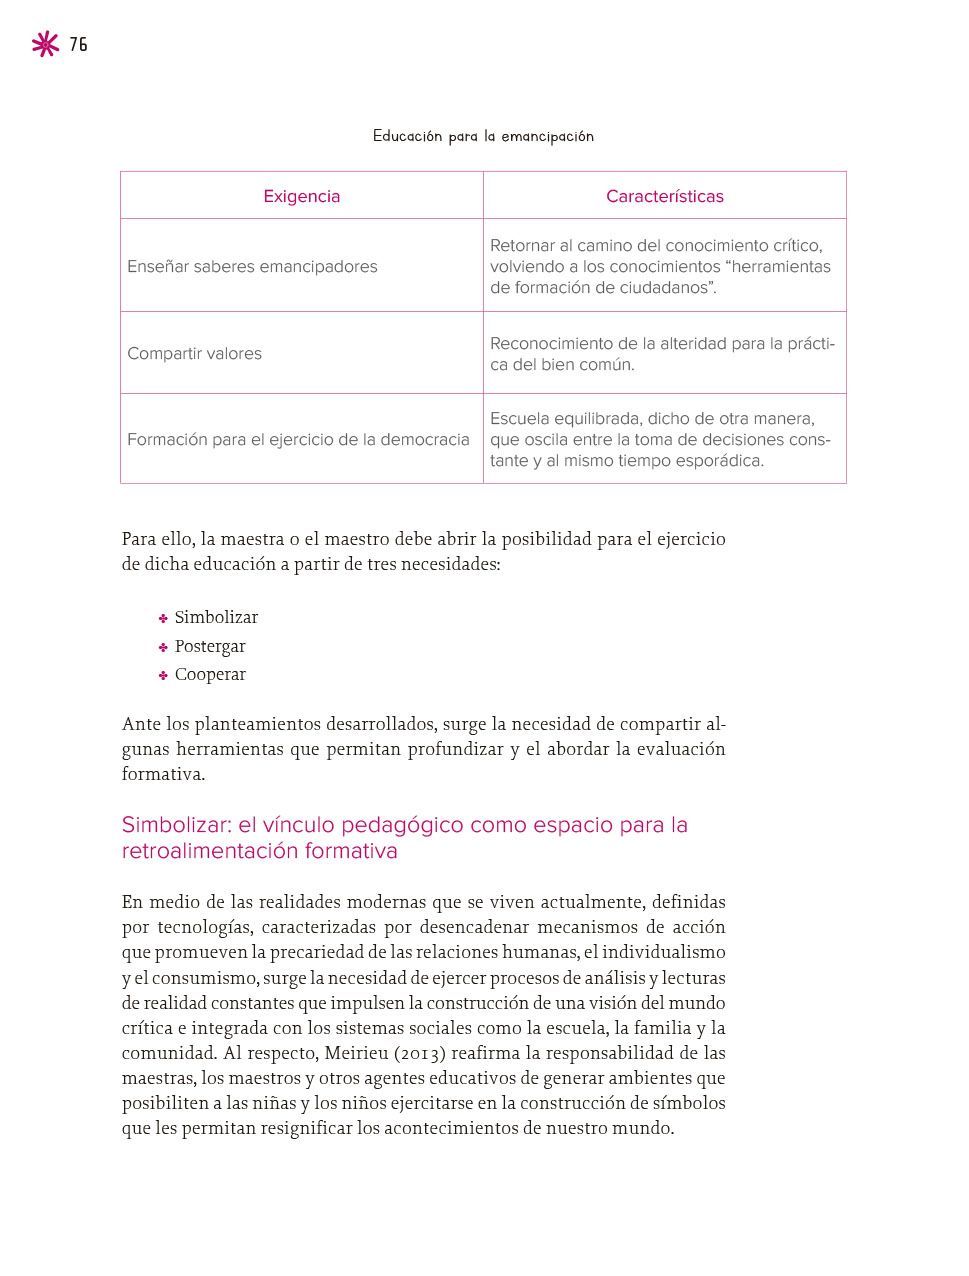 76
Educación para la emancipación
Exigencia
Características
Enseñar saberes emancipadores
Retornar al camino del conocimiento crítico,
volviendo a los conocimientos “herramientas
de formación de ciudadanos”.
Compartir valores
Reconocimiento de la alteridad para la prácti-
ca del bien común.
Formación para el ejercicio de la democracia
Escuela equilibrada, dicho de otra manera,
que oscila entre la toma de decisiones cons-
tante y al mismo tiempo esporádica.
Para ello, la maestra o el maestro debe abrir la posibilidad para el ejercicio
de dicha educación a partir de tres necesidades:
Simbolizar
Postergar
Cooperar
Ante los planteamientos desarrollados, surge la necesidad de compartir al-
gunas herramientas que permitan profundizar y el abordar la evaluación
formativa.
Simbolizar: el vínculo pedagógico como espacio para la
retroalimentación formativa
En medio de las realidades modernas que se viven actualmente, definidas
por tecnologías, caracterizadas por desencadenar mecanismos de acción
que promueven la precariedad de las relaciones humanas, el individualismo
y el consumismo, surge la necesidad de ejercer procesos de análisis y lecturas
de realidad constantes que impulsen la construcción de una visión del mundo
crítica e integrada con los sistemas sociales como la escuela, la familia y la
comunidad. Al respecto, Meirieu (2013) reafirma la responsabilidad de las
maestras, los maestros y otros agentes educativos de generar ambientes que
posibiliten a las niñas y los niños ejercitarse en la construcción de símbolos
que les permitan resignificar los acontecimientos de nuestro mundo.